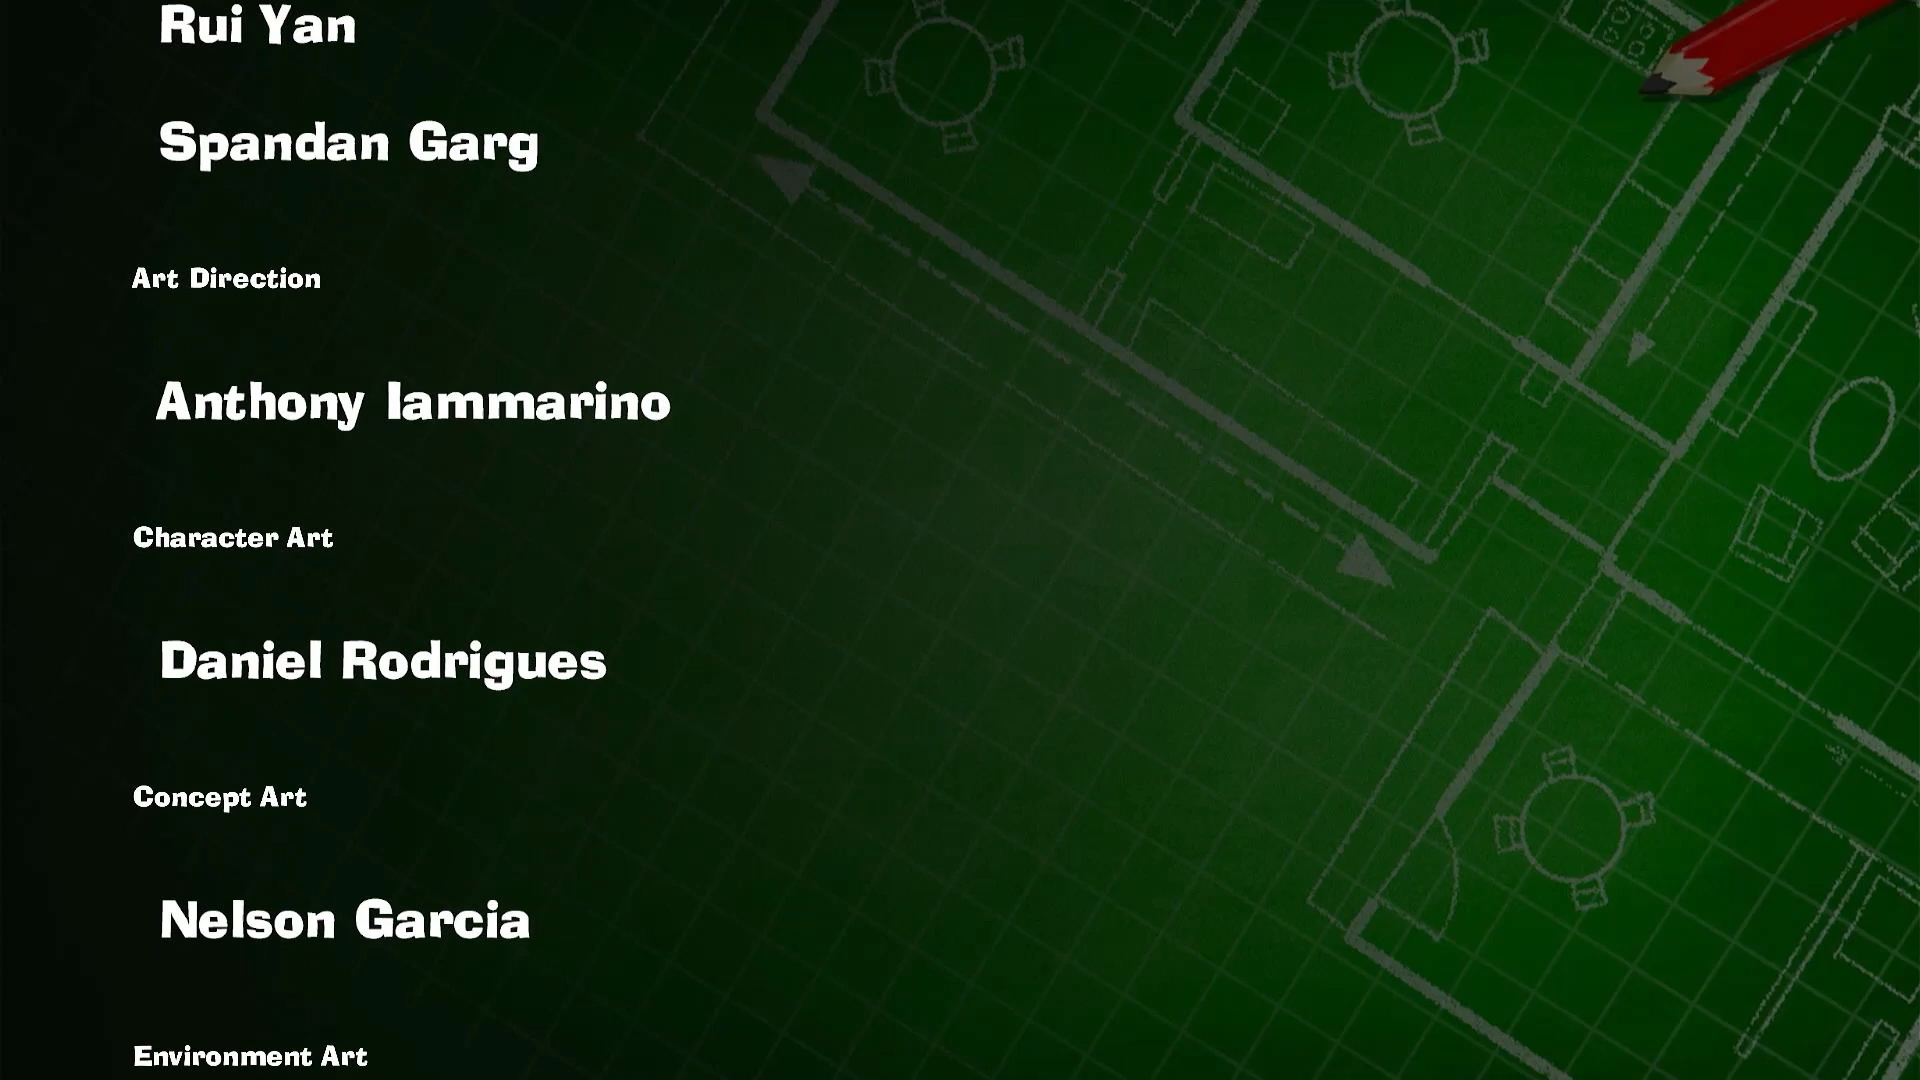 Rui Yan
Spandan Garg
Art Direction
Anthony Iammarino
Character Art
Daniel Rodrigues
Concept Art
Nelson Garcia
Environment Art